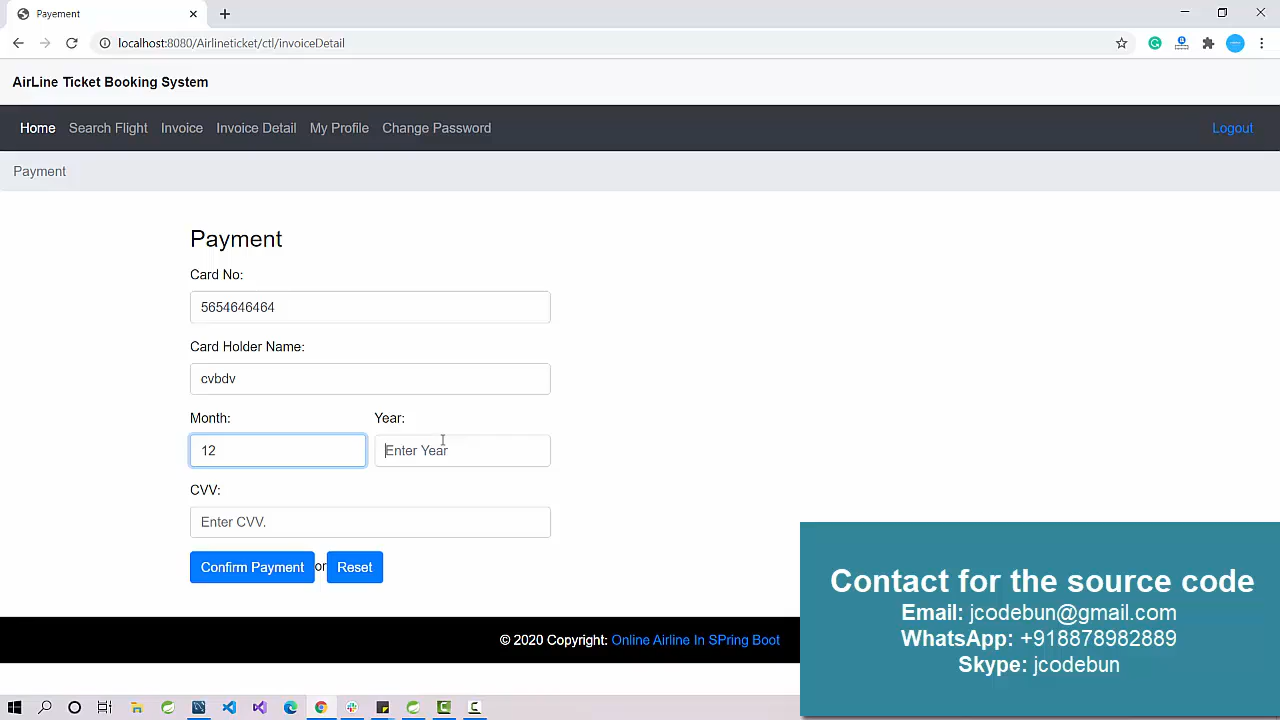 Payement
localhost:8080/Airlineticket/ctl/invoiceDetail
AirLine Ticket Booking System
Home Search Flight Invoice Invoice Detail My Profile Change Password Logout
Payment
Payment
Card No:
5654646464
Card Holder Name:
cvbdv
Month: Year:
12 Enter Year
CVV:
Enter CVV.
Confirm Payment or Reset
© 2020 Copyright: Online Airline In SPring Boot
Contact for the source code
Email: jcodebun@gmail.com
WhatsApp: +918878982889
Skype: jcodebun